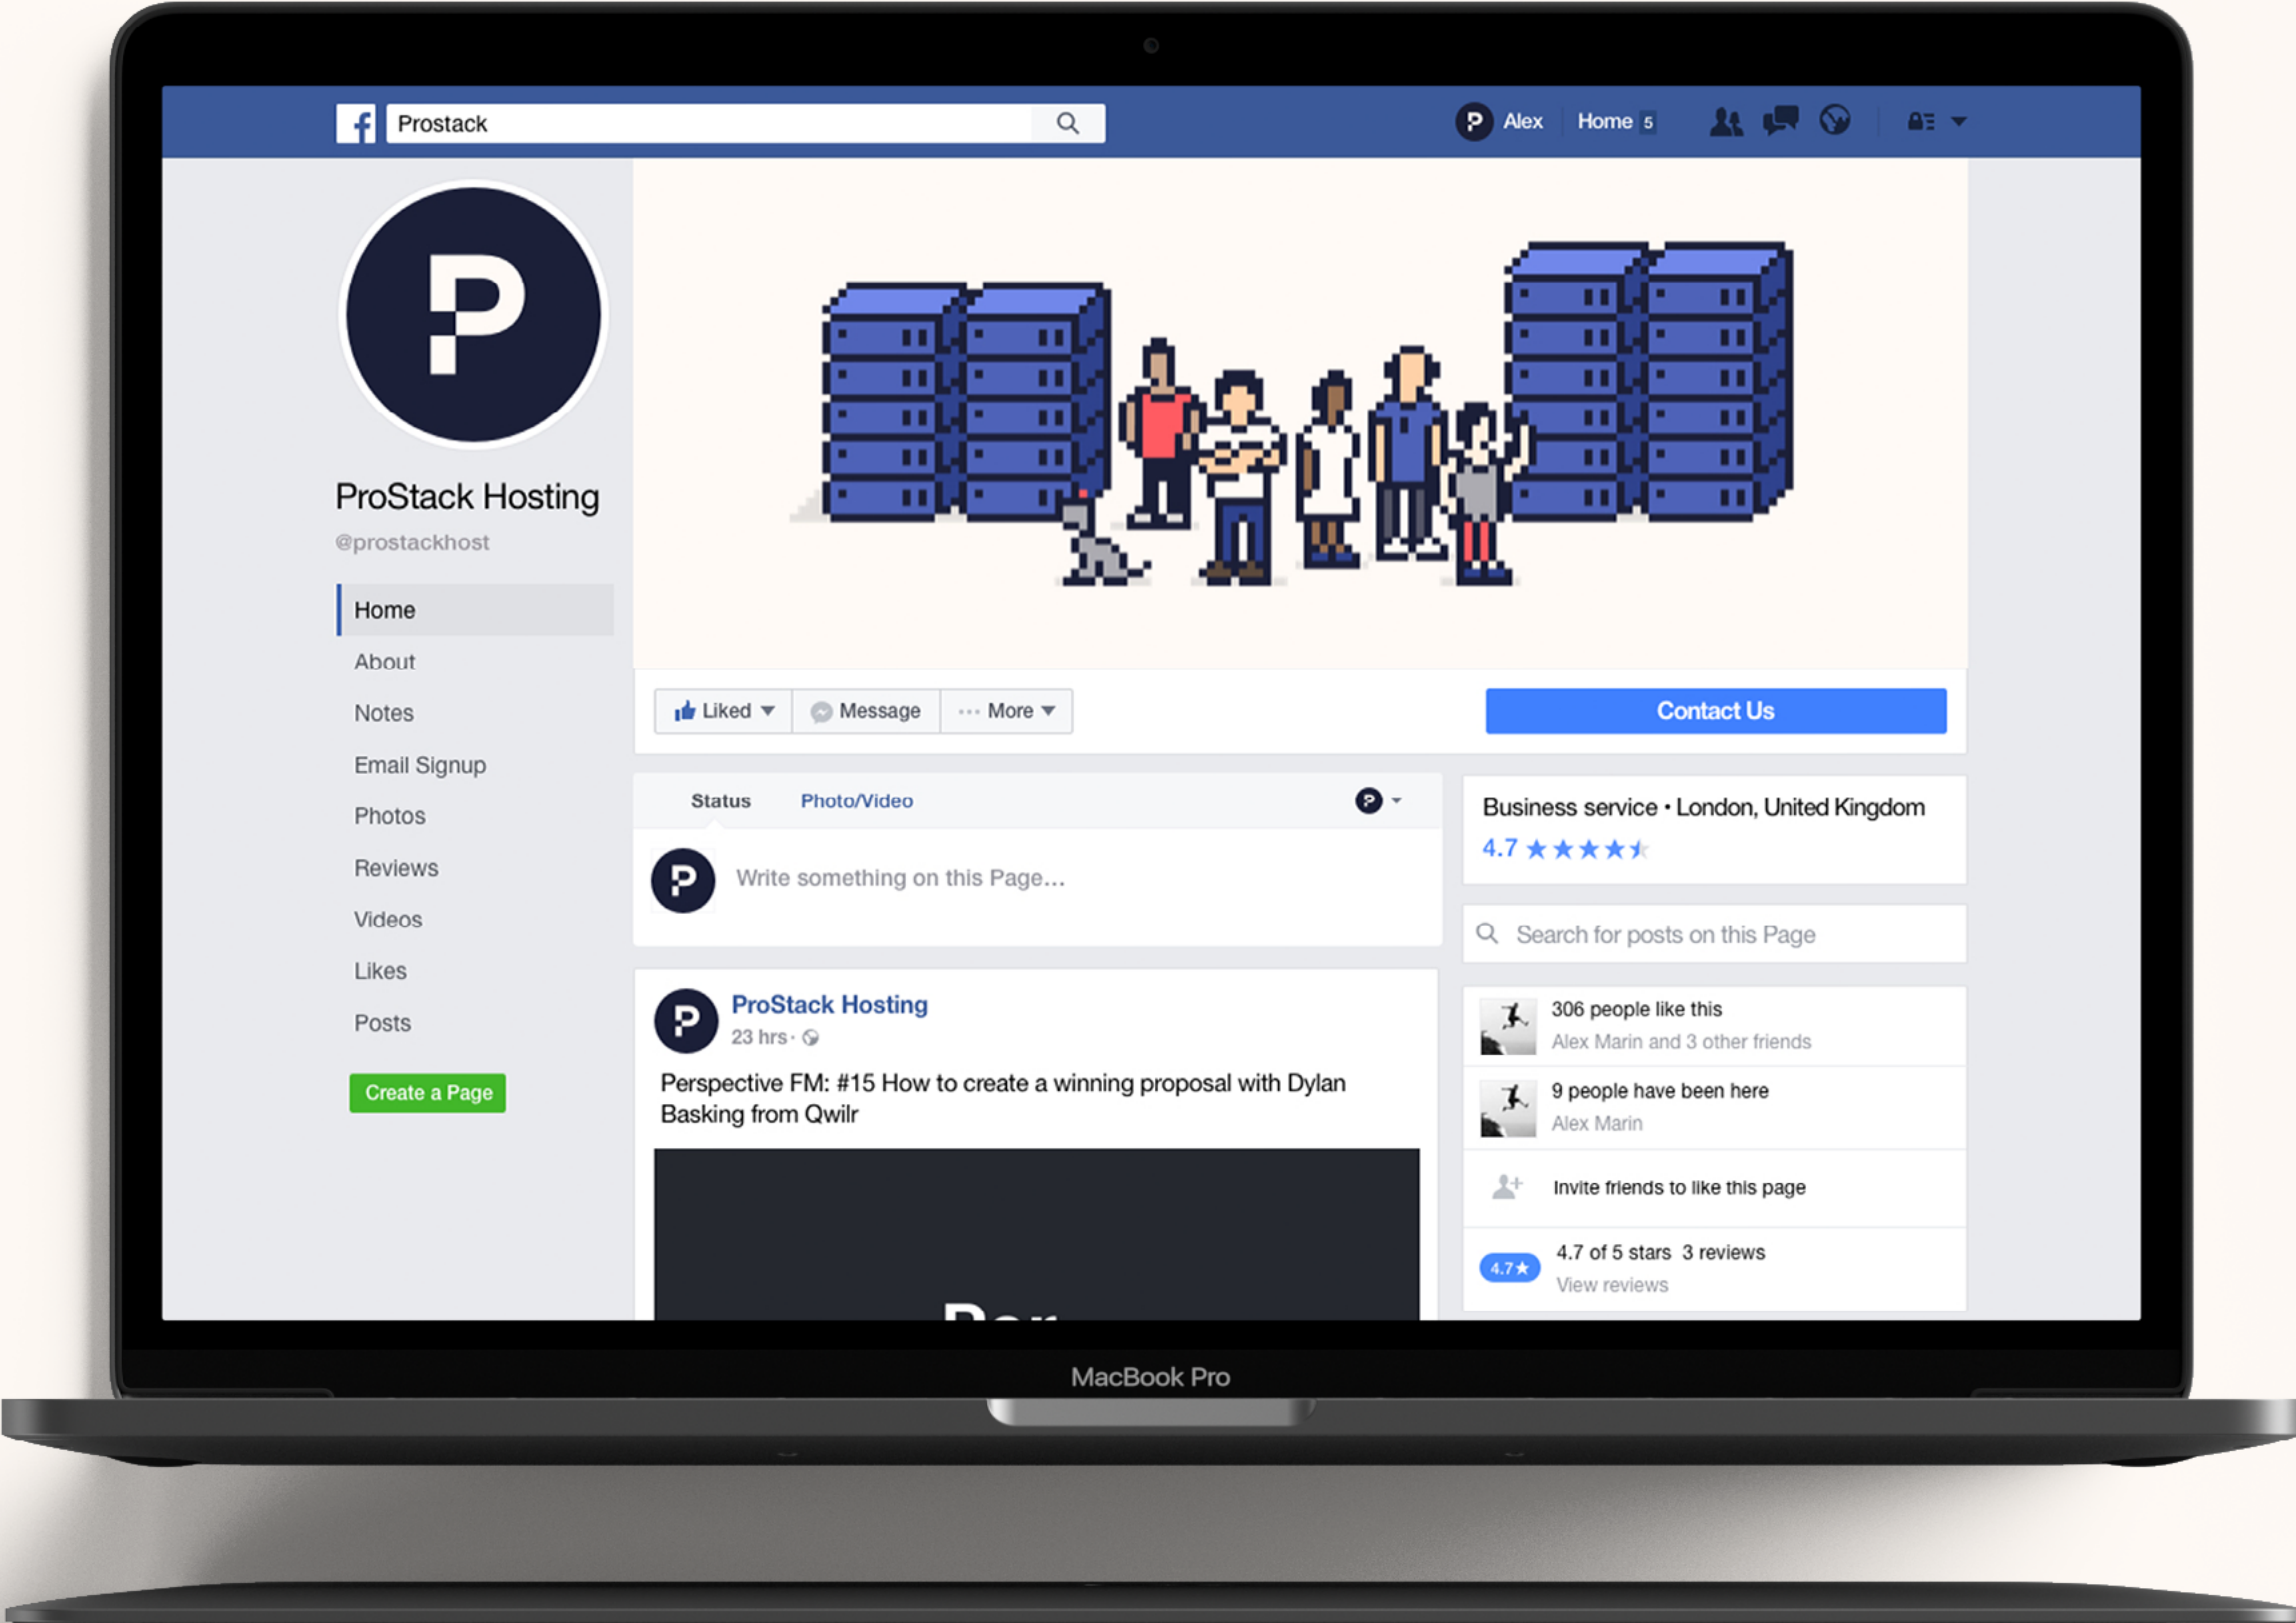 Prostack
Alex
Home 5
P
ProStack Hosting
@prostackhost
Home
About
Notes
Email Signup
Photos
Reviews
Videos
Likes
Posts
Create a Page
Liked
Message
More
Contact Us
Status
Photo/Video
Write something on this Page...
ProStack Hosting
23 hrs
Perspective FM: #15 How to create a winning proposal with Dylan
Basking from Qwilr
Business service • London, United Kingdom
4.7
Search for posts on this Page
306 people like this
Alex Marin and 3 other friends
9 people have been here
Alex Marin
Invite friends to like this page
4.7★
4.7 of 5 stars 3 reviews
View reviews
MacBook Pro